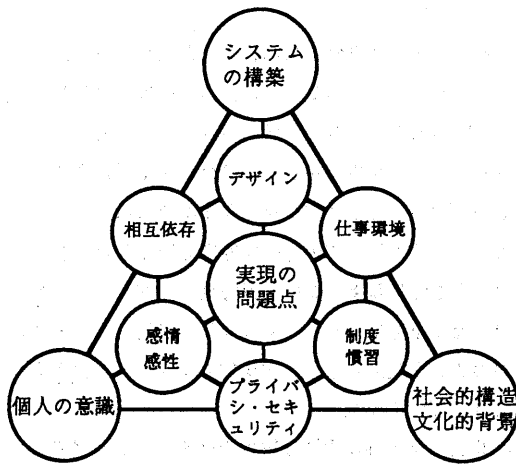 システム
の構築
デザイン
相互依存
仕事環境
実現の
問題点
感情
感性
制度
慣習
個人の意識
プライバ
シ・セキ
ュリティ
社会的構造
文化的背景